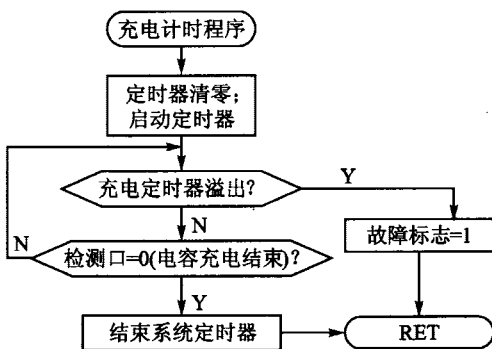 充电计时程序
定时器清零;
启动定时器
充电定时器溢出?
Y
N
N
检测口=0(电容充电结束)?
故障标志=1
Y
结束系统定时器
RET